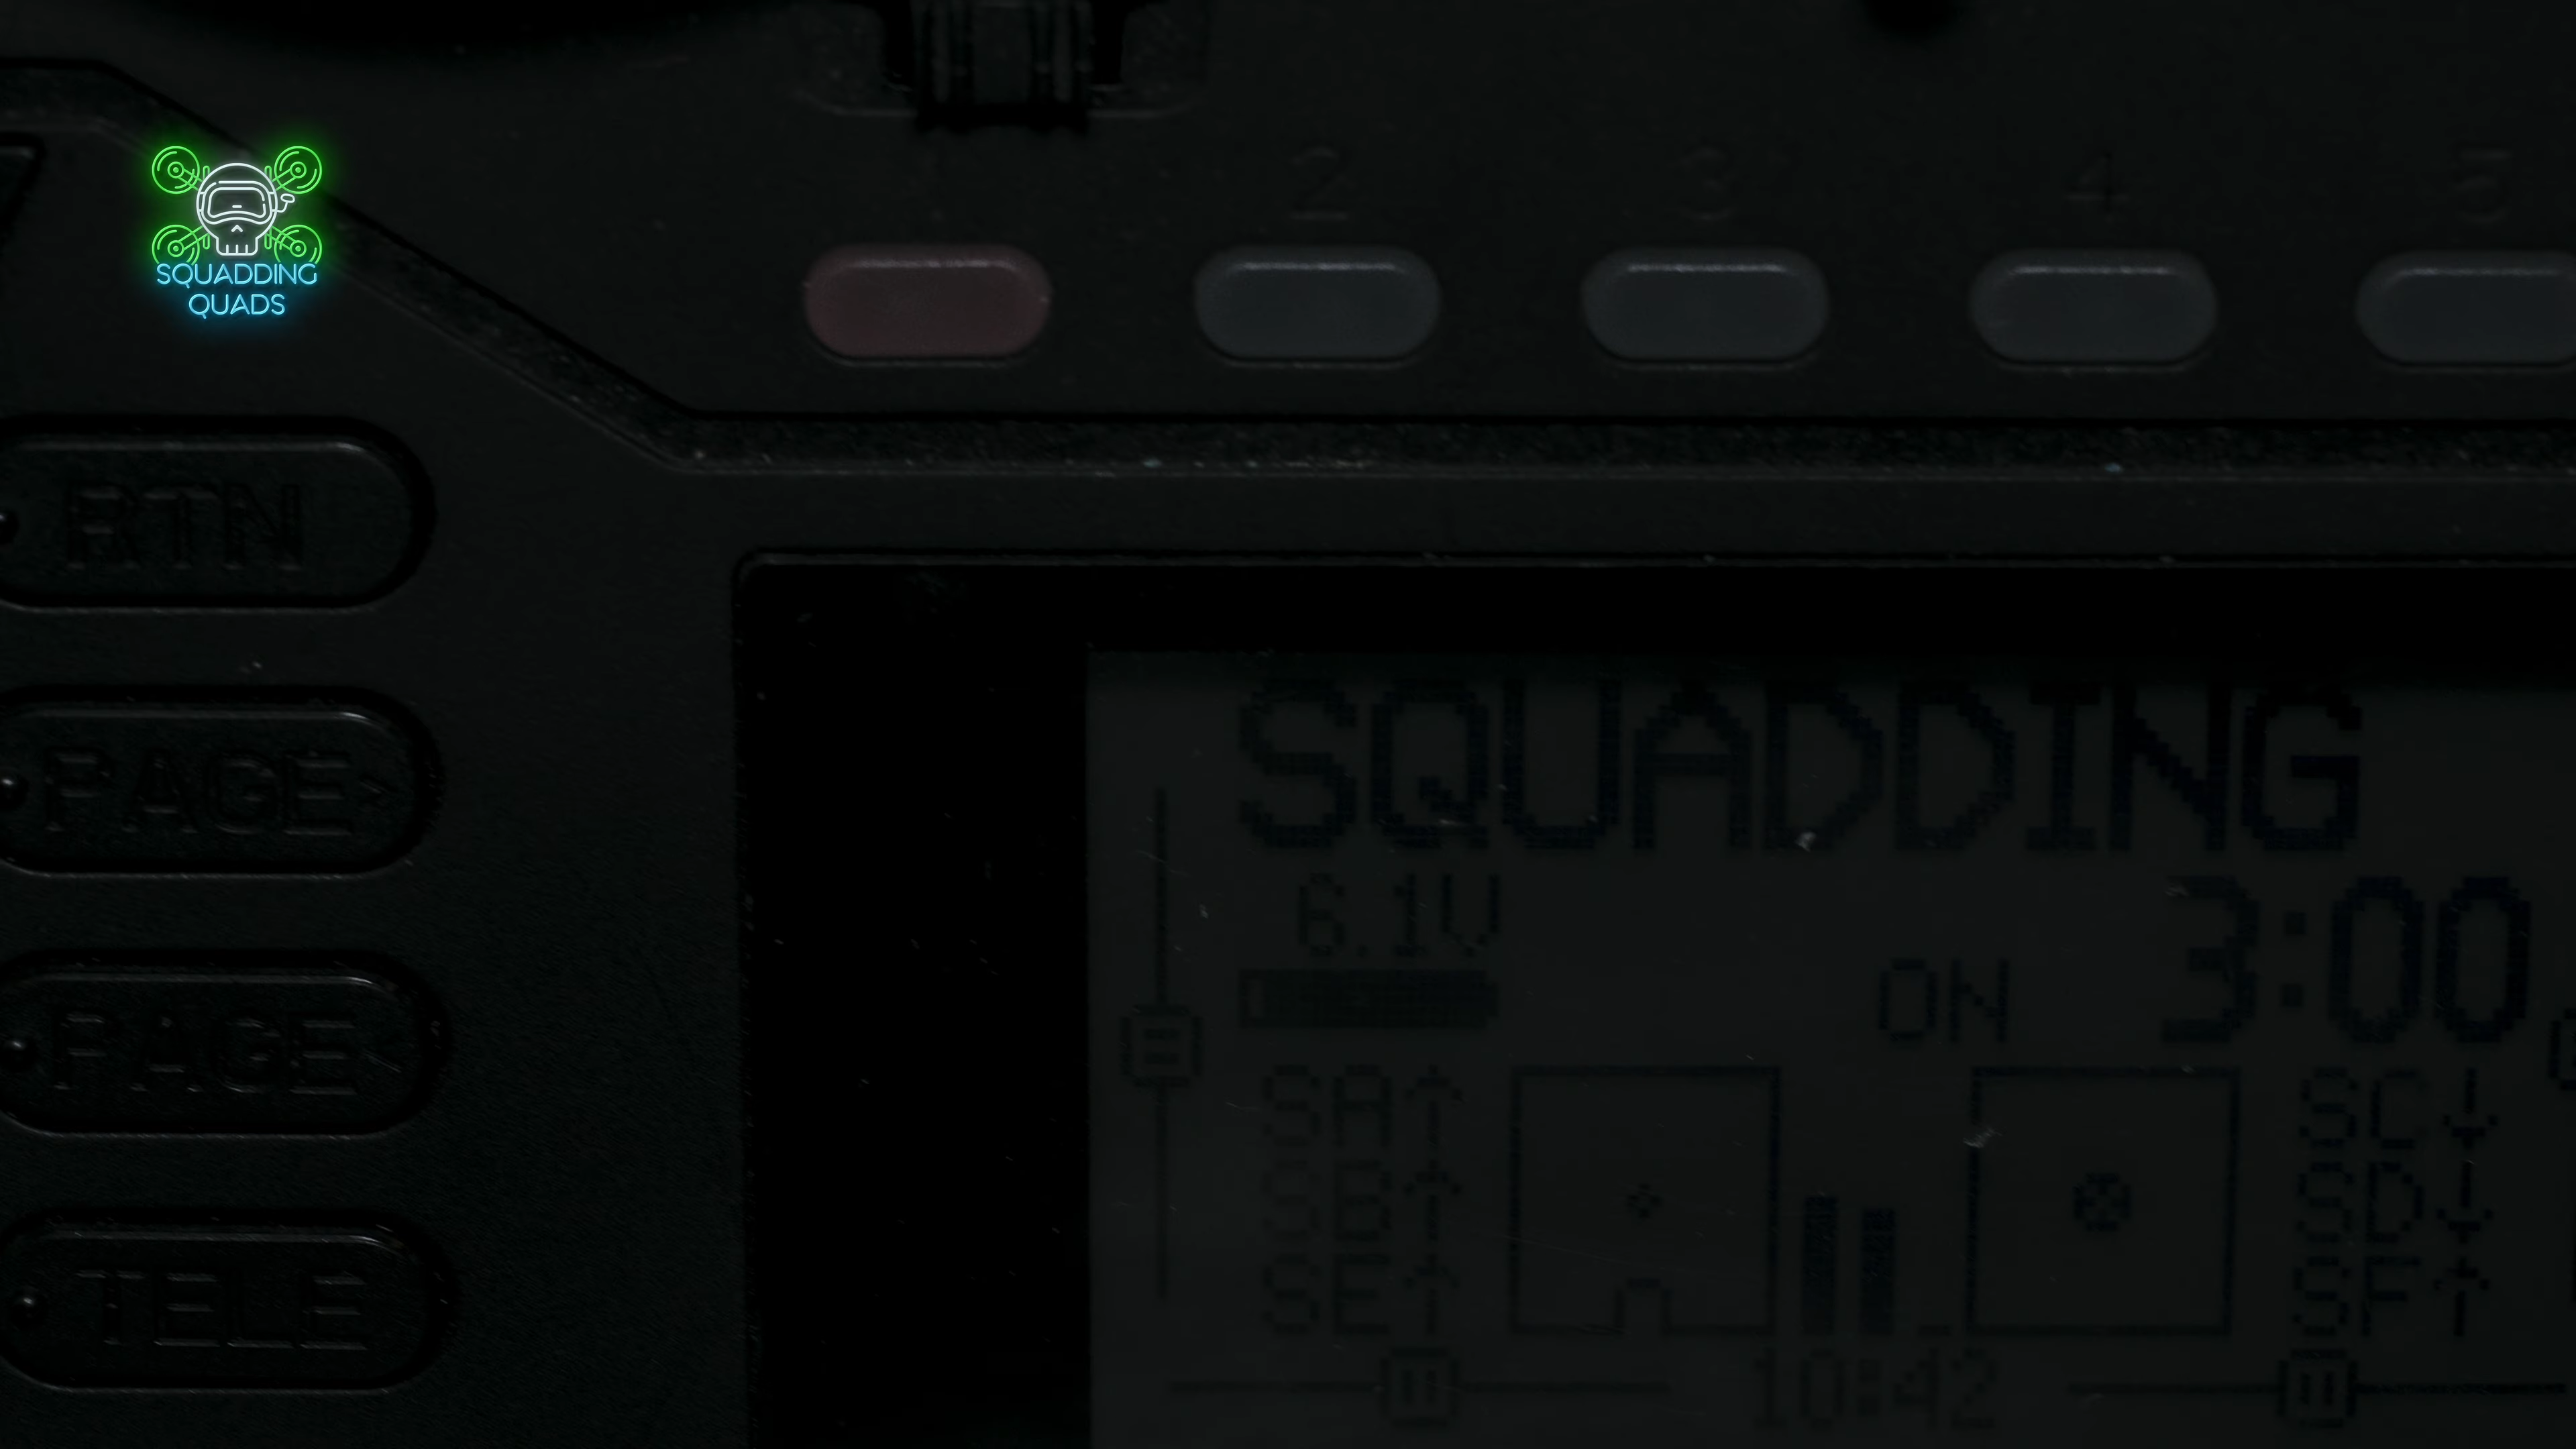 SQUADDING
QUADS
2 3 4 5
RTN
PAGE>
PAGE<
TELE
SQUADDING
6.1V
ON 3:00
SA↑ SC↓
SB↑ SD↓
SE↑ SF↑
10:42